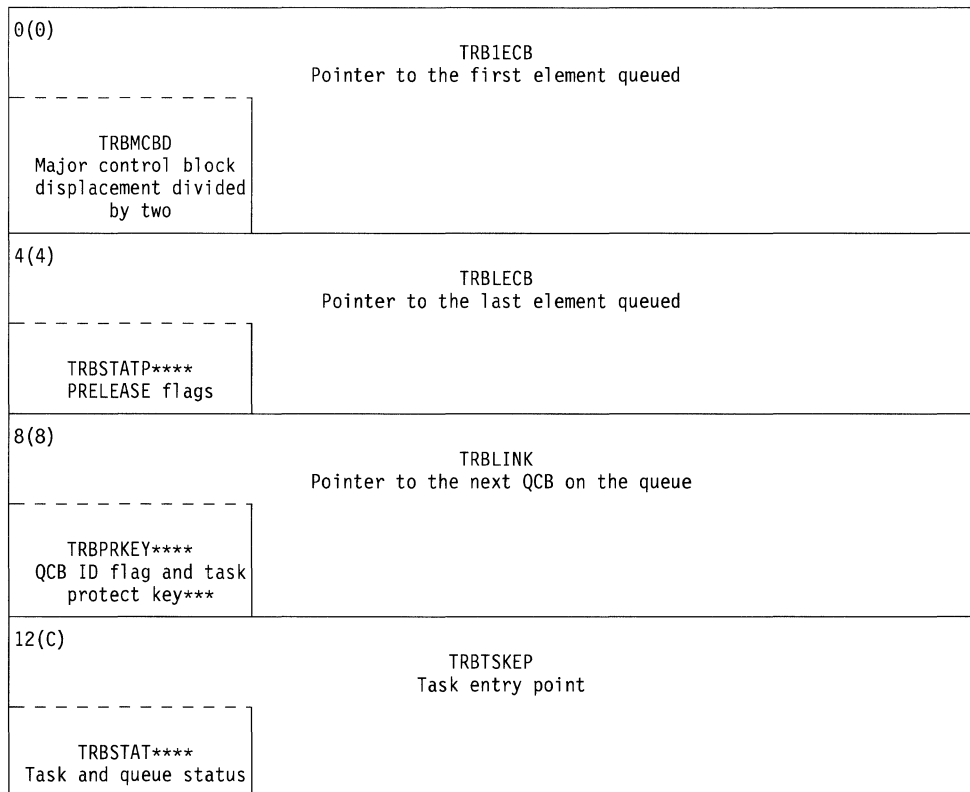 0(0)
TRB1ECB
Pointer to the first element queued
TRBMCBD
Major control block
displacement divided
by two
4(4)
TRBLECB
Pointer to the last element queued
TRBSTATP****
PRELEASE flags
8(8)
TRBLINK
Pointer to the next QCB on the queue
TRBPRKEY****
QCB ID flag and task
protect key***
12(C)
TRBTSKEP
Task entry point
TRBSTAT****
Task and queue status